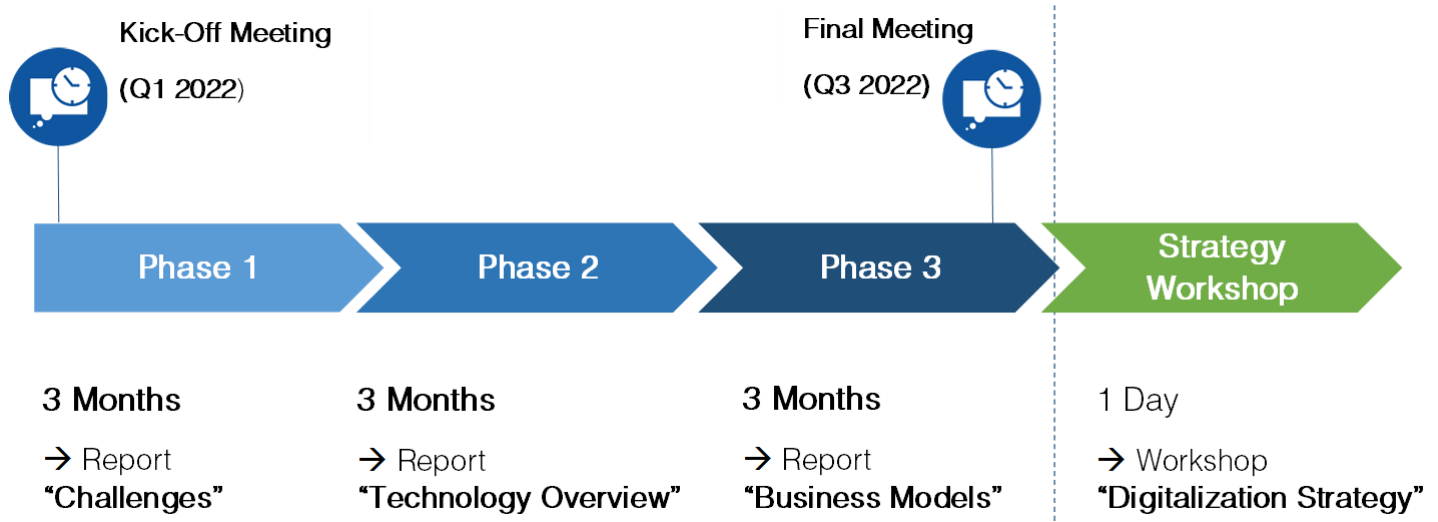 Kick-Off Meeting
(Q1 2022)
Final Meeting
(Q3 2022)
Phase 1
Phase 2
Phase 3
Strategy
Workshop
3 Months
→ Report
“Challenges”
3 Months
→ Report
“Technology Overview”
3 Months
→ Report
“Business Models”
1 Day
→ Workshop
“Digitalization Strategy”